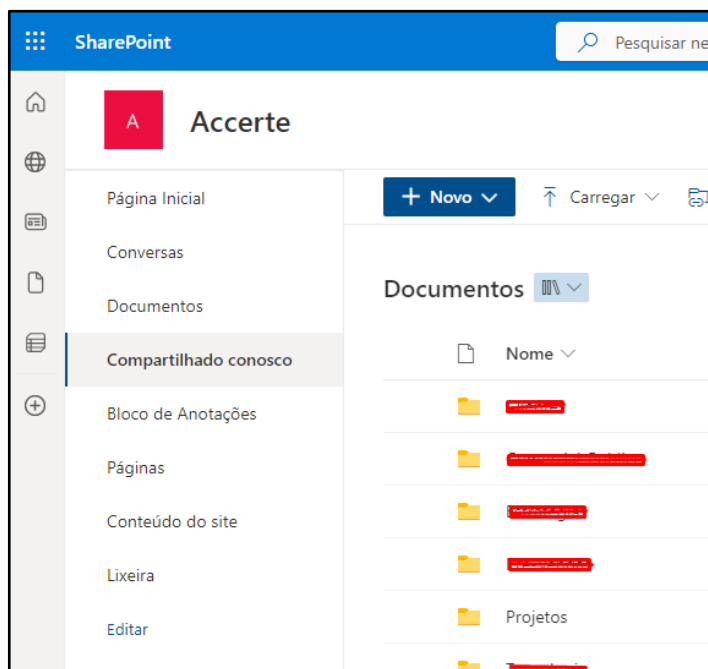 SharePoint
Pesquisar ne
A
Accerte
Página Inicial
Conversas
Documentos
Compartilhado conosco
Bloco de Anotações
Páginas
Conteúdo do site
Lixeira
Editar
Novo
Carregar
Documentos
Nome
Projetos